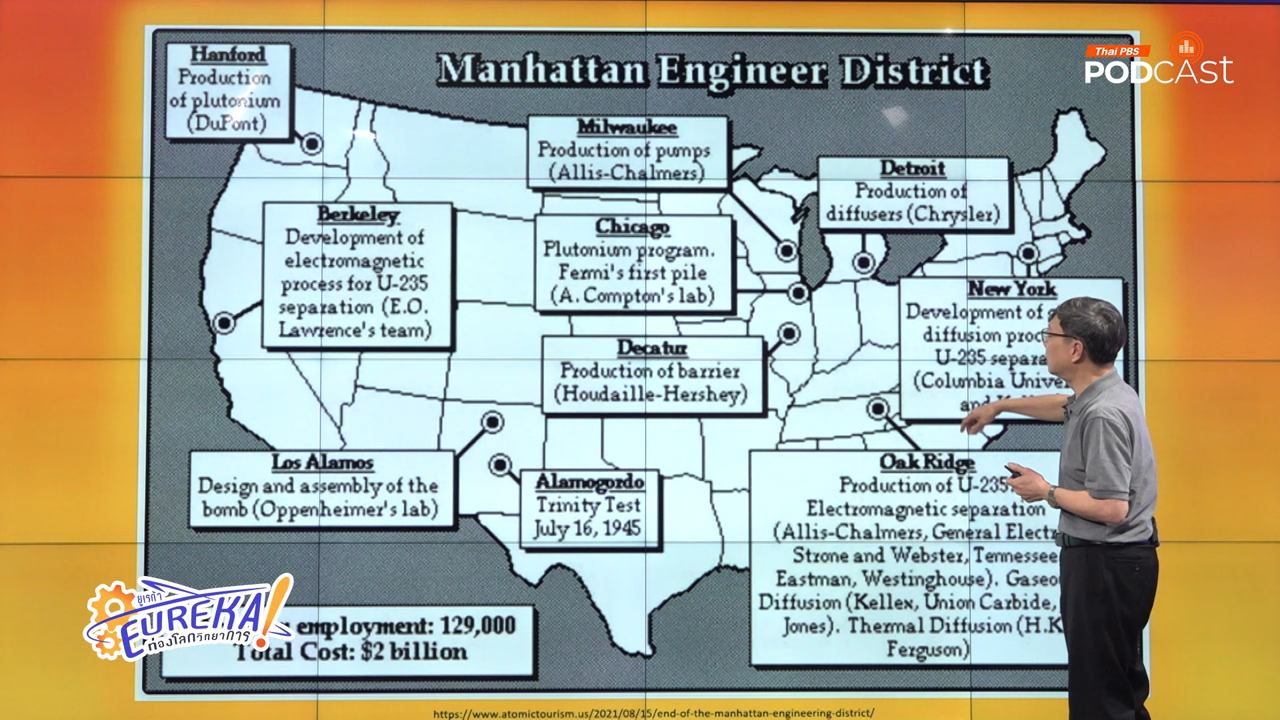 Thai PBS
PODCAST
Manhattan Engineer District
Hanford
Production
of plutonium
(DuPont)
Milwaukee
Production of pumps
(Allis-Chalmers)
Detroit
Production of
diffusers (Chrysler)
Berkeley
Development of
electromagnetic
process for U-235
separation (E.O.
Lawrence's team)
Chicago
Plutonium program.
Fermi's first pile
(A. Compton's lab)
New York
Development of
diffusion
U-235
(Columbia
Decatur
Production of barrier
(Houdaille-Hershey)
Los Alamos
Design and assembly of the
bomb (Oppenheimer's lab)
Alamogordo
Trinity Test
July 16, 1945
Oak Ridge
Production of U-235
Electromagnetic separation
(Allis-Chalmers, General
Strone and Webster, Tennessee
Eastman, Westinghouse).
Diffusion (Kellex, Union Carbide,
Jones). Thermal Diffusion (H.K
Ferguson)
employment: 129,000
Total Cost: $2 billion
ยูเรก้า
EUREKA!
ท่องโลกวิทยาการ
https://www.atomictourism.us/2021/08/15/end-of-the-manhattan-engineering-district/